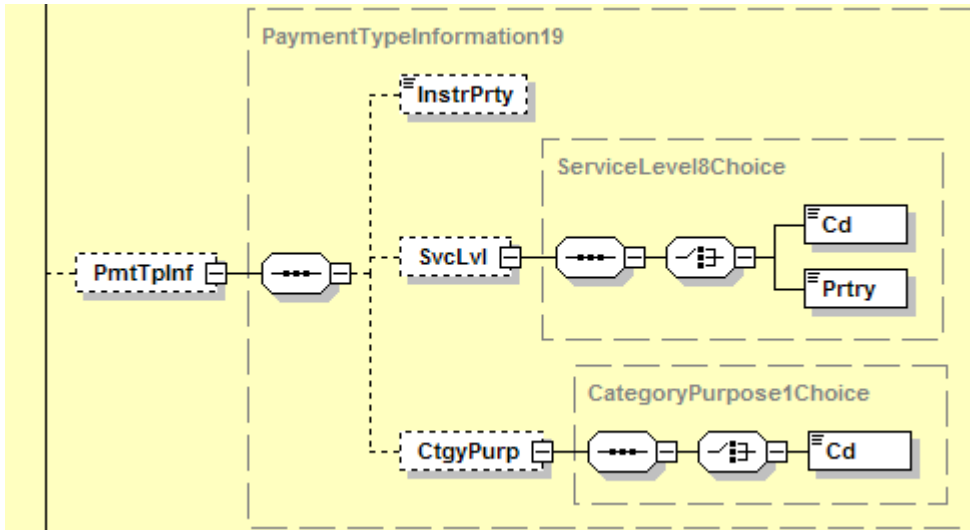 PaymentTypeInformation19
InstrPrty
ServiceLevel8Choice
Cd
PmtTpInf
SvcLvl
Prtry
CategoryPurpose1Choice
CtgyPurp
Cd